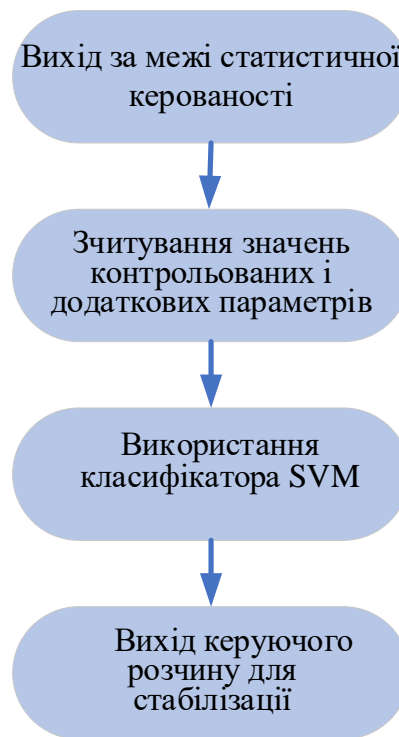 Вихід за межі статистичної
керованості
Зчитування значень
контрольованих і
додаткових параметрів
Використання
класифікатора SVM
Вихід керуючого
розчину для
стабілізації